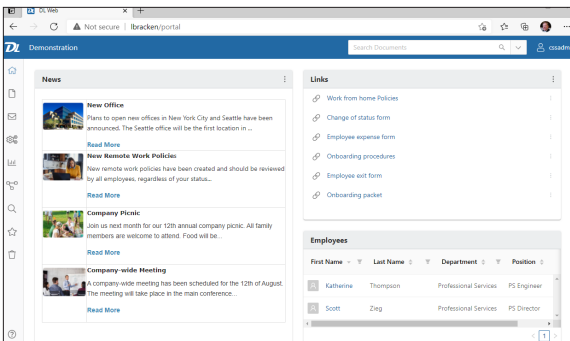 DL Web
Not secure | lbracken/portal
DL Demonstration
Search Documents
cssadm
News
New Office
Plans to open new offices in New York City and Seattle have been
announced. The Seattle office will be the first location in ...
Read More
New Remote Work Policies
New remote work policies have been created and should be reviewed
by all employees, regardless of your status...
Read More
Company Picnic
Join us next month for our 12th annual company picnic. All family
members are welcome to attend. Food will be...
Read More
Company-wide Meeting
A company-wide meeting has been scheduled for the 12th of August.
The meeting will take place in the main conference...
Read More
Links
Work from home Policies
Change of status form
Employee expense form
Onboarding procedures
Employee exit form
Onboarding packet
Employees
First Name Last Name Department Position
Katherine Thompson Professional Services PS Engineer
Scott Zieg Professional Services PS Director
1